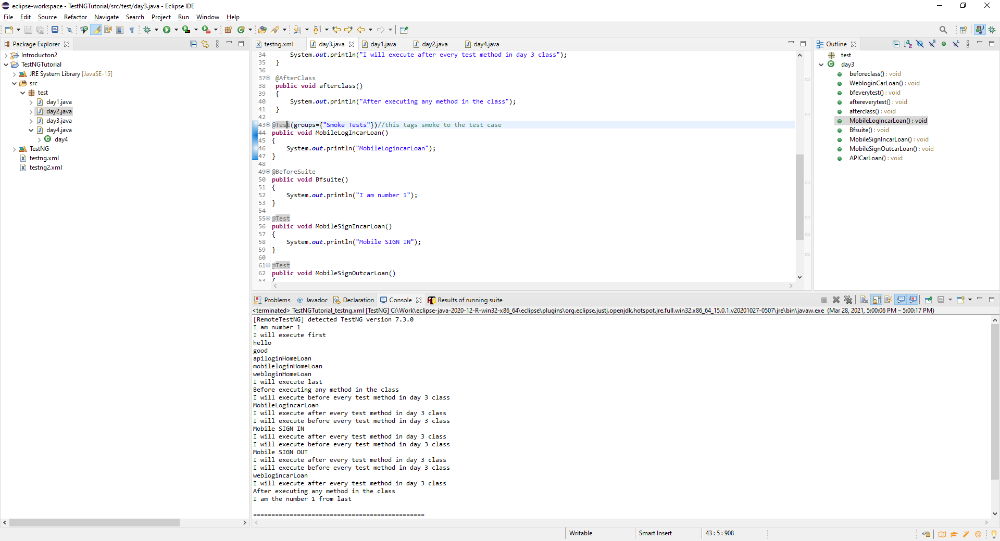 eclipse-workspace - TestNGTutorial/src/test/day3.java - Eclipse IDE
File Edit Source Refactor Navigate Search Project Run Window Help
Package Explorer
Introducton2
TestNGTutorial
JRE System Library [JavaSE-15]
src
test
day1.java
day2.java
day3.java
day4.java
day4
TestNG
testng.xml
testng2.xml
testng.xml day3.java day1.java day2.java day4.java
34 System.out.println("I will execute after every test method in day 3 class");
35 }
36
37 @AfterClass
38 public void afterclass()
39 {
40 System.out.println("After executing any method in the class");
41 }
42
43 @Test(groups={"Smoke Tests"})//this tags smoke to the test case
44 public void MobileLogIncarLoan()
45 {
46 System.out.println("MobileLogincarLoan");
47 }
48
49 @BeforeSuite
50 public void Bfsuite()
51 {
52 System.out.println("I am number 1");
53 }
54
55 @Test
56 public void MobileSignIncarLoan()
57 {
58 System.out.println("Mobile SIGN IN");
59 }
60
61 @Test
62 public void MobileSignOutcarLoan()
63 {
Outline
test
day3
beforeclass() : void
WebloginCarLoan() : void
bfeverytest() : void
aftereverytest() : void
afterclass() : void
MobileLogIncarLoan() : void
Bfsuite() : void
MobileSignIncarLoan() : void
MobileSignOutcarLoan() : void
APICarLoan() : void
Problems @ Javadoc Declaration Console Results of running suite
<terminated> TestNGTutorial_testng.xml [TestNG] C:\Work\eclipse-java-2020-12-R-win32-x86_64\eclipse\plugins\org.eclipse.justj.openjdk.hotspot.jre.full.win32.x86_64_15.0.1.v20201027-0507\jre\bin\javaw.exe (Mar 28, 2021, 5:00:06 PM – 5:00:17 PM)
[RemoteTestNG] detected TestNG version 7.3.0
I am number 1
I will execute first
hello
good
apiloginHomeLoan
mobileloginHomeLoan
webloginHomeLoan
I will execute last
Before executing any method in the class
I will execute before every test method in day 3 class
MobileLogincarLoan
I will execute after every test method in day 3 class
I will execute before every test method in day 3 class
Mobile SIGN IN
I will execute after every test method in day 3 class
I will execute before every test method in day 3 class
Mobile SIGN OUT
I will execute after every test method in day 3 class
I will execute before every test method in day 3 class
weblogincarLoan
I will execute after every test method in day 3 class
After executing any method in the class
I am the number 1 from last
===============================================
Writable Smart Insert 43 : 5 : 908